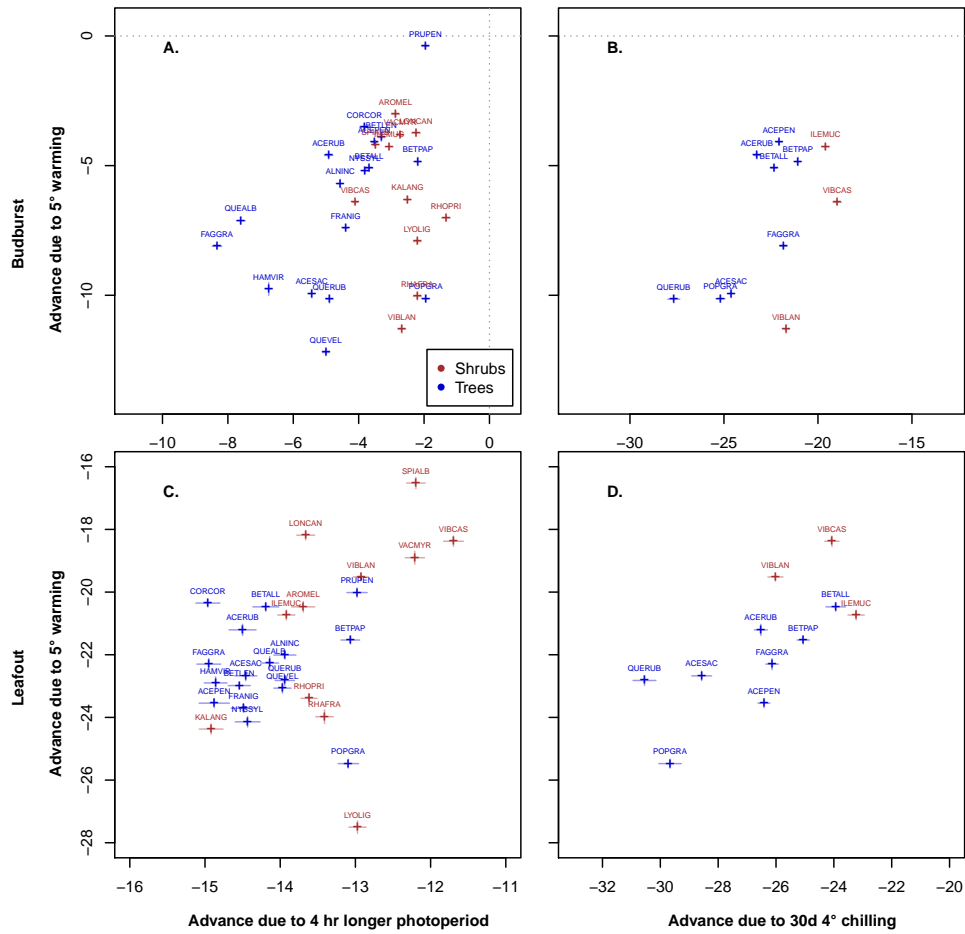 A.
PRUPEN
AROMEL
CORCOR
BETLEN
VACMYR
LONCAN
ACEPEN
ILEMUC
ACERUB
BETPAP
BETALL
NYSSYL
ALNINC
VIBCAS
KALANG
RHOPRI
QUEALB
FRANIG
LYOLIG
FAGGRA
HAMVIR
ACESAC
QUERUB
RHAFRA
POPGRA
VIBLAN
QUEVEL
Shrubs
Trees
0
−5
−10
Budburst
Advance due to 5° warming
−10 −8 −6 −4 −2 0
B.
ACEPEN
ACERUB
ILEMUC
BETPAP
BETALL
VIBCAS
FAGGRA
ACESAC
QUERUB
POPGRA
VIBLAN
−30 −25 −20 −15
C.
SPIALB
LONCAN
VIBCAS
VACMYR
VIBLAN
PRUPEN
CORCOR
BETALL
AROMEL
ILEMUC
ACERUB
BETPAP
ALNINC
QUEALB
FAGGRA
ACESAC
QUERUB
HAMVIR
BETLEN
QUEVEL
ACEPEN
FRANIG
RHOPRI
RHAFRA
NYSSYL
KALANG
POPGRA
LYOLIG
−16
−18
−20
−22
−24
−26
−28
Leafout
Advance due to 5° warming
−16 −15 −14 −13 −12 −11
Advance due to 4 hr longer photoperiod
D.
VIBCAS
VIBLAN
BETALL
ILEMUC
ACERUB
BETPAP
FAGGRA
QUERUB
ACESAC
ACEPEN
POPGRA
−32 −30 −28 −26 −24 −22 −20
Advance due to 30d 4° chilling